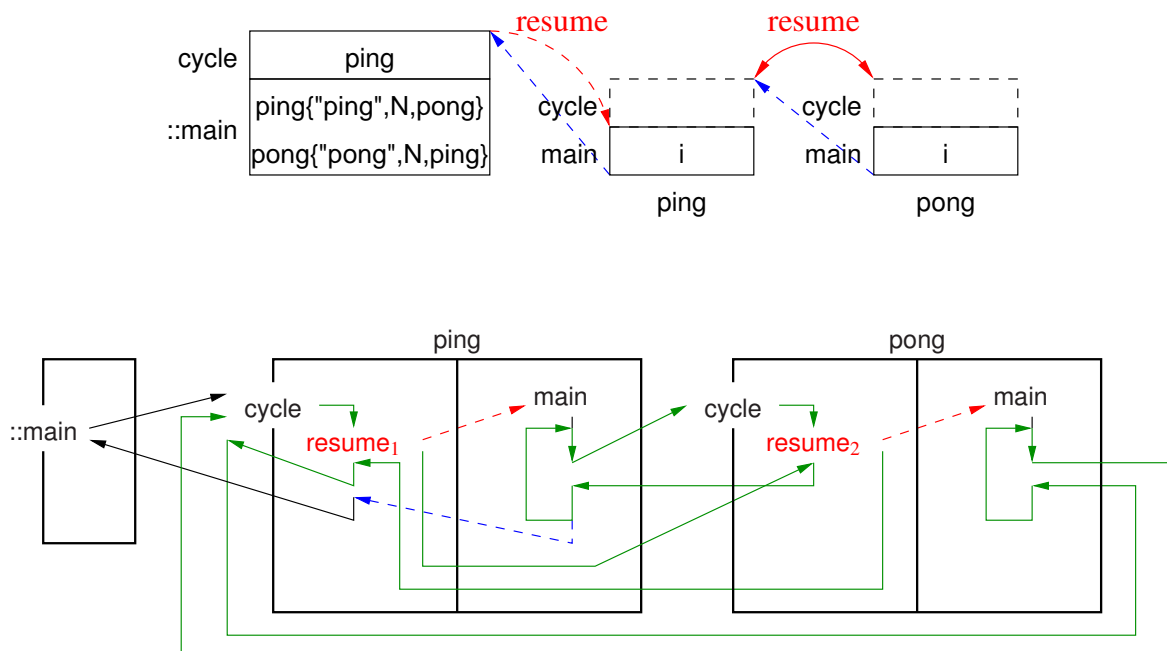 resume resume
cycle ping
ping{"ping",N,pong} cycle cycle
::main
pong{"pong",N,ping} main i main i
ping pong
ping pong
cycle main cycle main
::main resume1 resume2